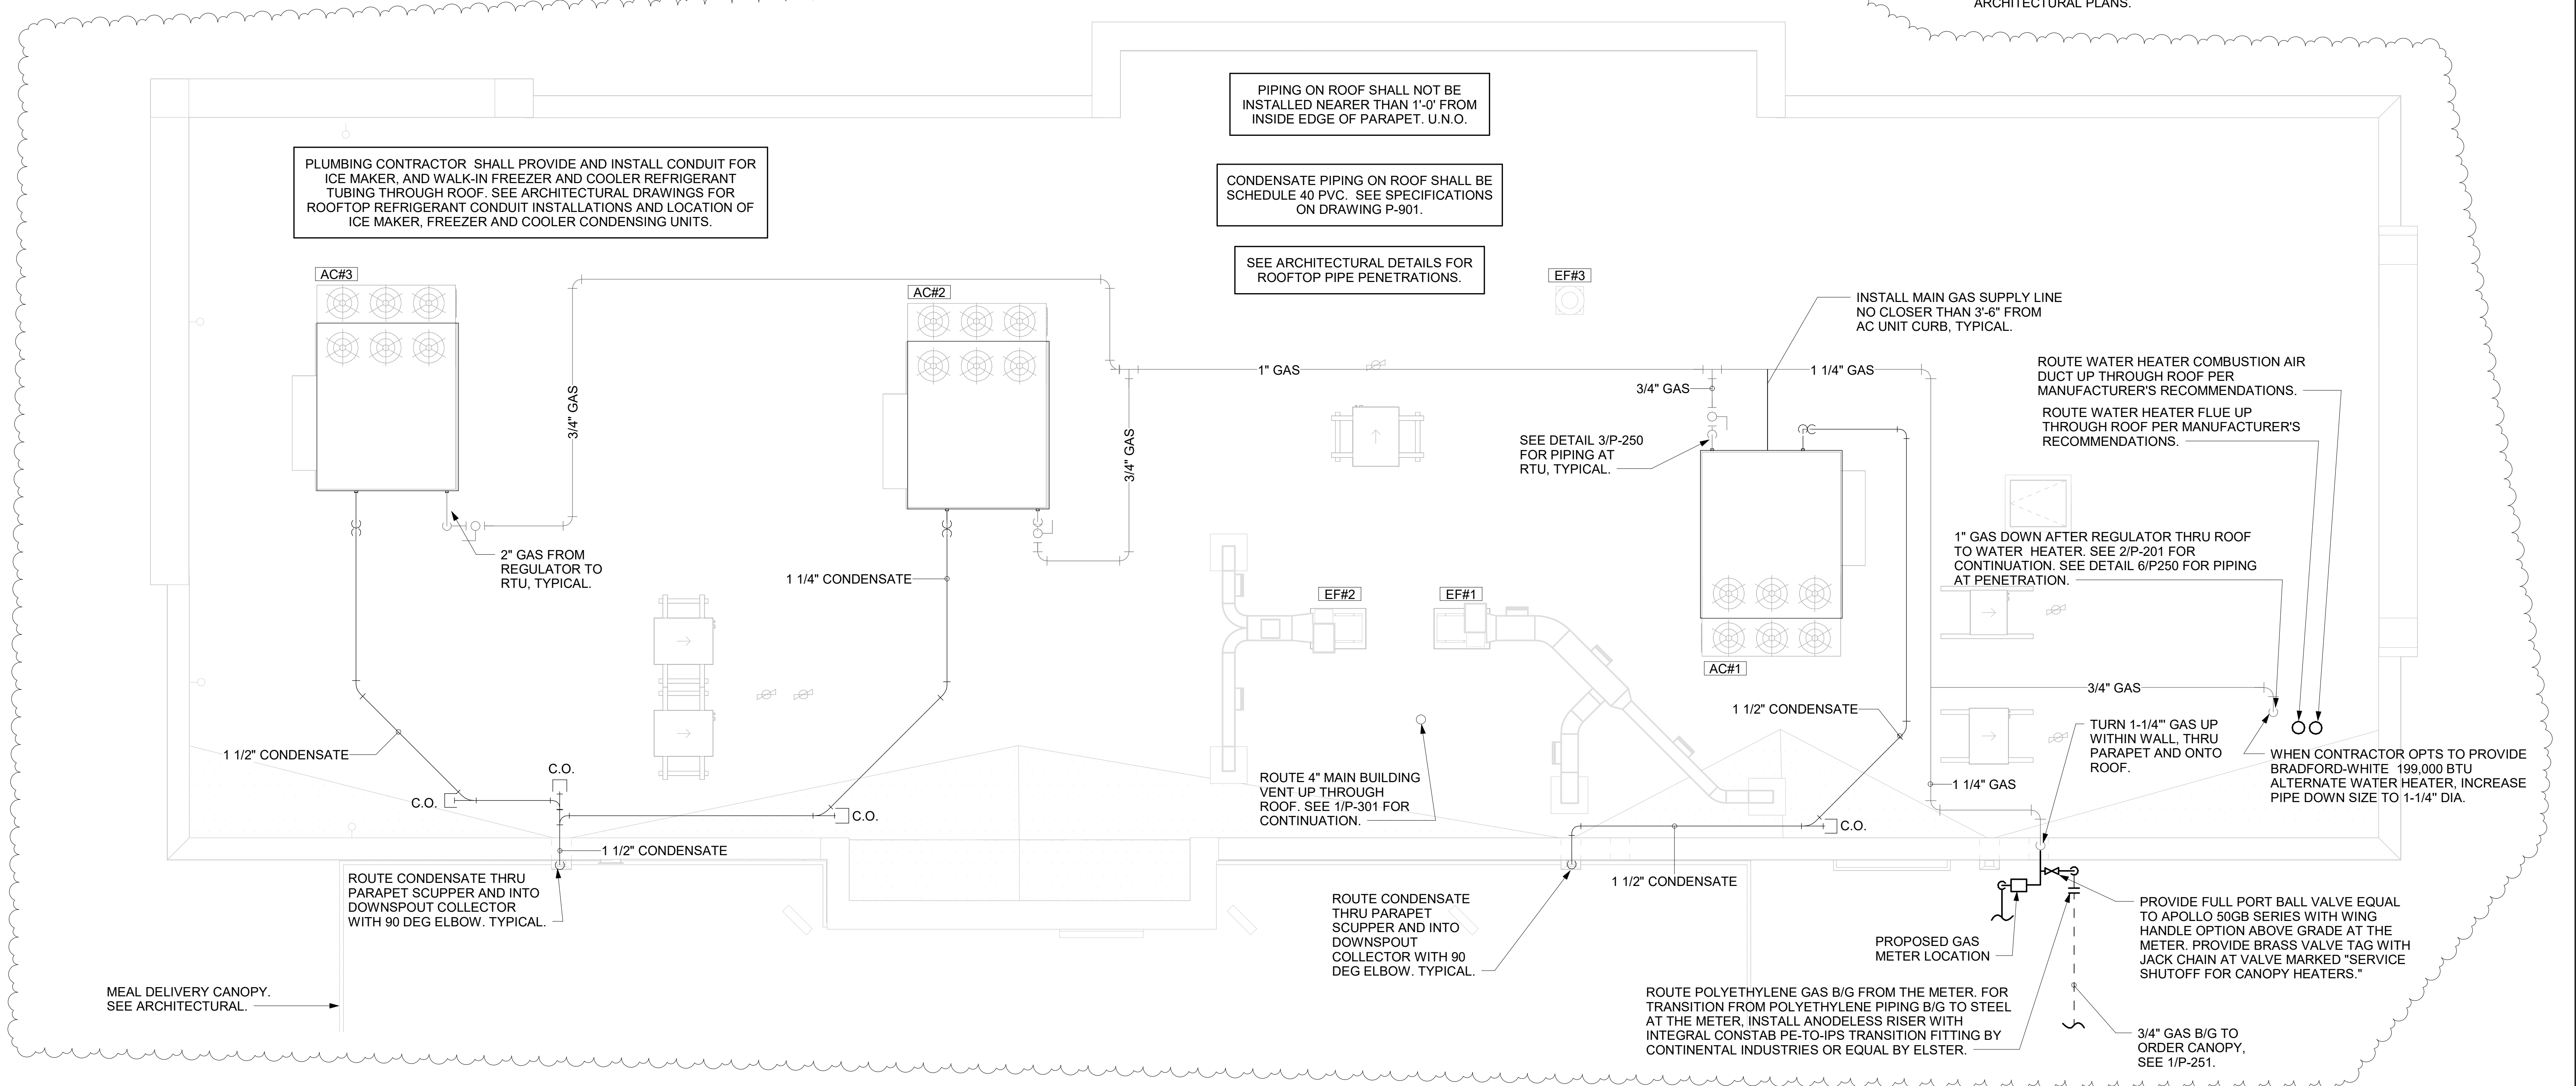 ARCHITECTURAL PLANS.
PIPING ON ROOF SHALL NOT BE
INSTALLED NEARER THAN 1'-0' FROM
INSIDE EDGE OF PARAPET. U.N.O.
PLUMBING CONTRACTOR SHALL PROVIDE AND INSTALL CONDUIT FOR
ICE MAKER, AND WALK-IN FREEZER AND COOLER REFRIGERANT
TUBING THROUGH ROOF. SEE ARCHITECTURAL DRAWINGS FOR
ROOFTOP REFRIGERANT CONDUIT INSTALLATIONS AND LOCATION OF
ICE MAKER, FREEZER AND COOLER CONDENSING UNITS.
CONDENSATE PIPING ON ROOF SHALL BE
SCHEDULE 40 PVC. SEE SPECIFICATIONS
ON DRAWING P-901.
SEE ARCHITECTURAL DETAILS FOR
ROOFTOP PIPE PENETRATIONS.
AC#3
AC#2
EF#3
INSTALL MAIN GAS SUPPLY LINE
NO CLOSER THAN 3'-6" FROM
AC UNIT CURB, TYPICAL.
1" GAS
1 1/4" GAS
3/4" GAS
3/4" GAS
3/4" GAS
ROUTE WATER HEATER COMBUSTION AIR
DUCT UP THROUGH ROOF PER
MANUFACTURER'S RECOMMENDATIONS.
ROUTE WATER HEATER FLUE UP
THROUGH ROOF PER MANUFACTURER'S
RECOMMENDATIONS.
SEE DETAIL 3/P-250
FOR PIPING AT
RTU, TYPICAL.
2" GAS FROM
REGULATOR TO
RTU, TYPICAL.
1 1/4" CONDENSATE
1" GAS DOWN AFTER REGULATOR THRU ROOF
TO WATER HEATER. SEE 2/P-201 FOR
CONTINUATION. SEE DETAIL 6/P250 FOR PIPING
AT PENETRATION.
EF#2
EF#1
AC#1
3/4" GAS
1 1/2" CONDENSATE
1 1/2" CONDENSATE
TURN 1-1/4"' GAS UP
WITHIN WALL, THRU
PARAPET AND ONTO
ROOF.
WHEN CONTRACTOR OPTS TO PROVIDE
BRADFORD-WHITE 199,000 BTU
ALTERNATE WATER HEATER, INCREASE
PIPE DOWN SIZE TO 1-1/4" DIA.
C.O.
C.O.
C.O.
C.O.
ROUTE 4" MAIN BUILDING
VENT UP THROUGH
ROOF. SEE 1/P-301 FOR
CONTINUATION.
1 1/4" GAS
1 1/2" CONDENSATE
1 1/2" CONDENSATE
ROUTE CONDENSATE THRU
PARAPET SCUPPER AND INTO
DOWNSPOUT COLLECTOR
WITH 90 DEG ELBOW. TYPICAL.
ROUTE CONDENSATE
THRU PARAPET
SCUPPER AND INTO
DOWNSPOUT
COLLECTOR WITH 90
DEG ELBOW. TYPICAL.
PROPOSED GAS
METER LOCATION
PROVIDE FULL PORT BALL VALVE EQUAL
TO APOLLO 50GB SERIES WITH WING
HANDLE OPTION ABOVE GRADE AT THE
METER. PROVIDE BRASS VALVE TAG WITH
JACK CHAIN AT VALVE MARKED "SERVICE
SHUTOFF FOR CANOPY HEATERS."
MEAL DELIVERY CANOPY.
SEE ARCHITECTURAL.
ROUTE POLYETHYLENE GAS B/G FROM THE METER. FOR
TRANSITION FROM POLYETHYLENE PIPING B/G TO STEEL
AT THE METER, INSTALL ANODELESS RISER WITH
INTEGRAL CONSTAB PE-TO-IPS TRANSITION FITTING BY
CONTINENTAL INDUSTRIES OR EQUAL BY ELSTER.
3/4" GAS B/G TO
ORDER CANOPY,
SEE 1/P-251.